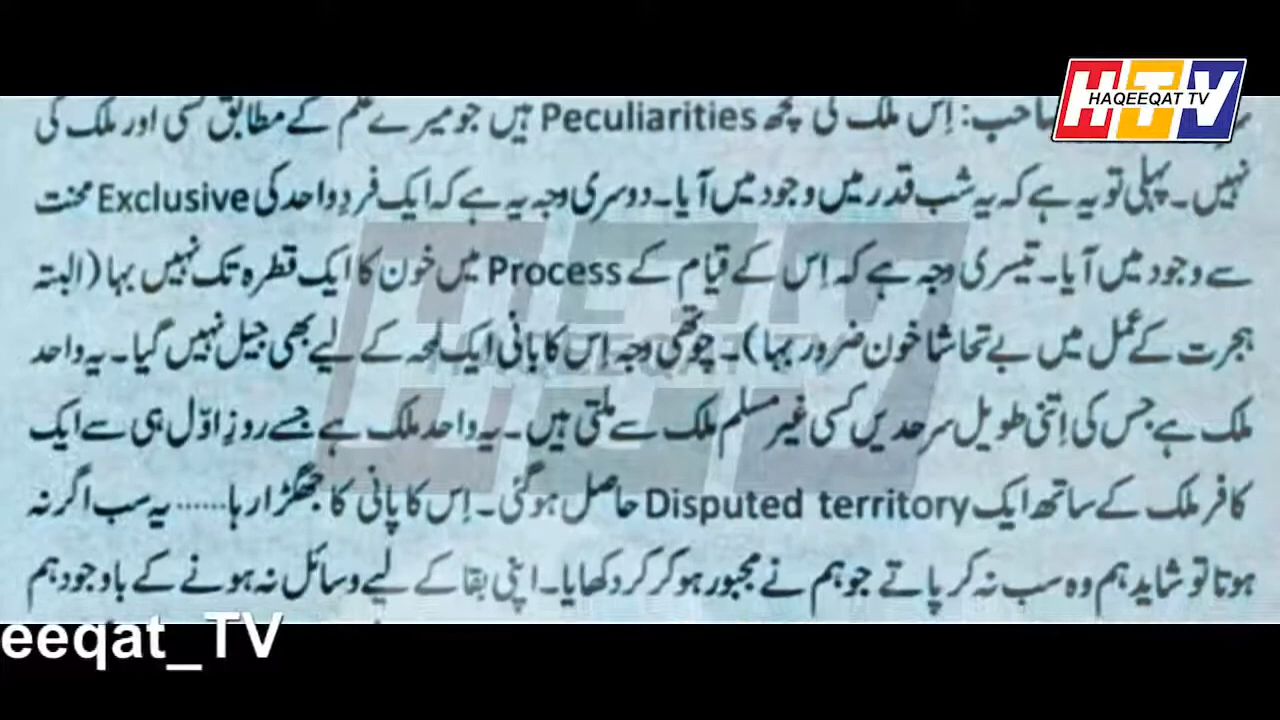 HAQEEQAT TV
صاحب: اِس ملک کی کچھ Peculiarities ہیں جو میرے علم کے مطابق کسی اور ملک کی
نہیں۔ پہلی تو یہ ہے کہ یہ شب قدر میں وجود میں آیا۔ دوسری وجہ یہ ہے کہ ایک فردِ واحد کی Exclusive محنت
سے وجود میں آیا۔ تیسری وجہ ہے کہ اِس کے قیام کے Process میں خون کا ایک قطرہ تک نہیں بہا (البتہ
ہجرت کے عمل میں بے تحاشا خون ضرور بہا)۔ چوتھی وجہ اِس کا بانی ایک لمحہ کے لیے بھی جیل نہیں گیا۔ یہ واحد
ملک ہے جس کی اِتنی طویل سرحدیں کسی غیر مسلم ملک سے ملتی ہیں۔ یہ واحد ملک ہے جسے روزِ اوّل ہی سے ایک
کافر ملک کے ساتھ ایک Disputed territory حاصل ہوگئی۔ اِس کا پانی کا جھگڑا رہا...... یہ سب اگر نہ
ہوتا تو شاید ہم وہ سب نہ کر پاتے جو ہم نے مجبور ہو کر کر دکھایا۔ اپنی بقا کے لیے وسائل نہ ہونے کے باوجود ہم
eeqat_TV